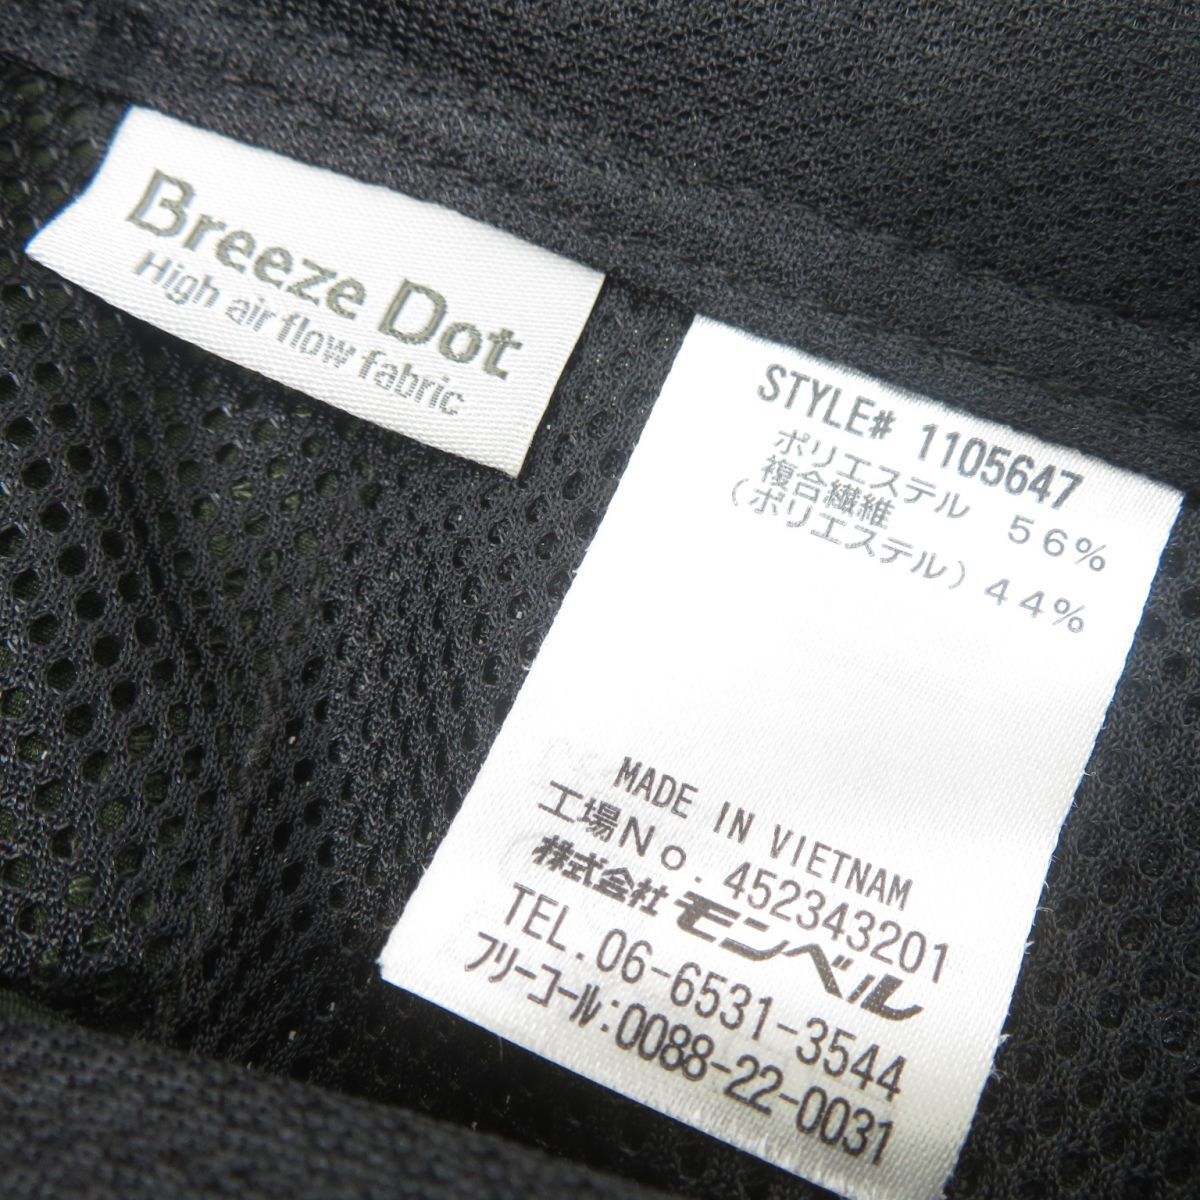 Breeze Dot
High air flow fabric
STYLE# 1105647
ポリエステル 56%
複合繊維
(ポリエステル)44%
MADE IN VIETNAM
工場No.452343201
株式会社モンベル
TEL.06-6531-3544
フリーコール:0088-22-0031